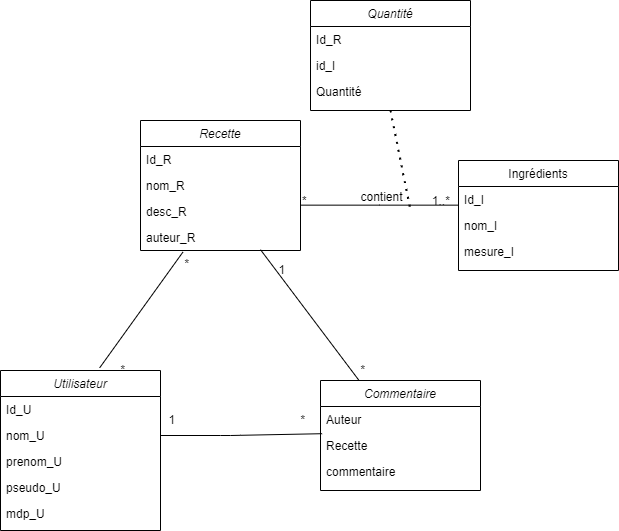 Quantité
Id_R
id_I
Quantité
Recette
Id_R
nom_R
desc_R
auteur_R
*
contient
1..*
Ingrédients
Id_I
nom_I
mesure_I
*
1
*
*
Utilisateur
Id_U
nom_U
prenom_U
pseudo_U
mdp_U
1
*
Commentaire
Auteur
Recette
commentaire